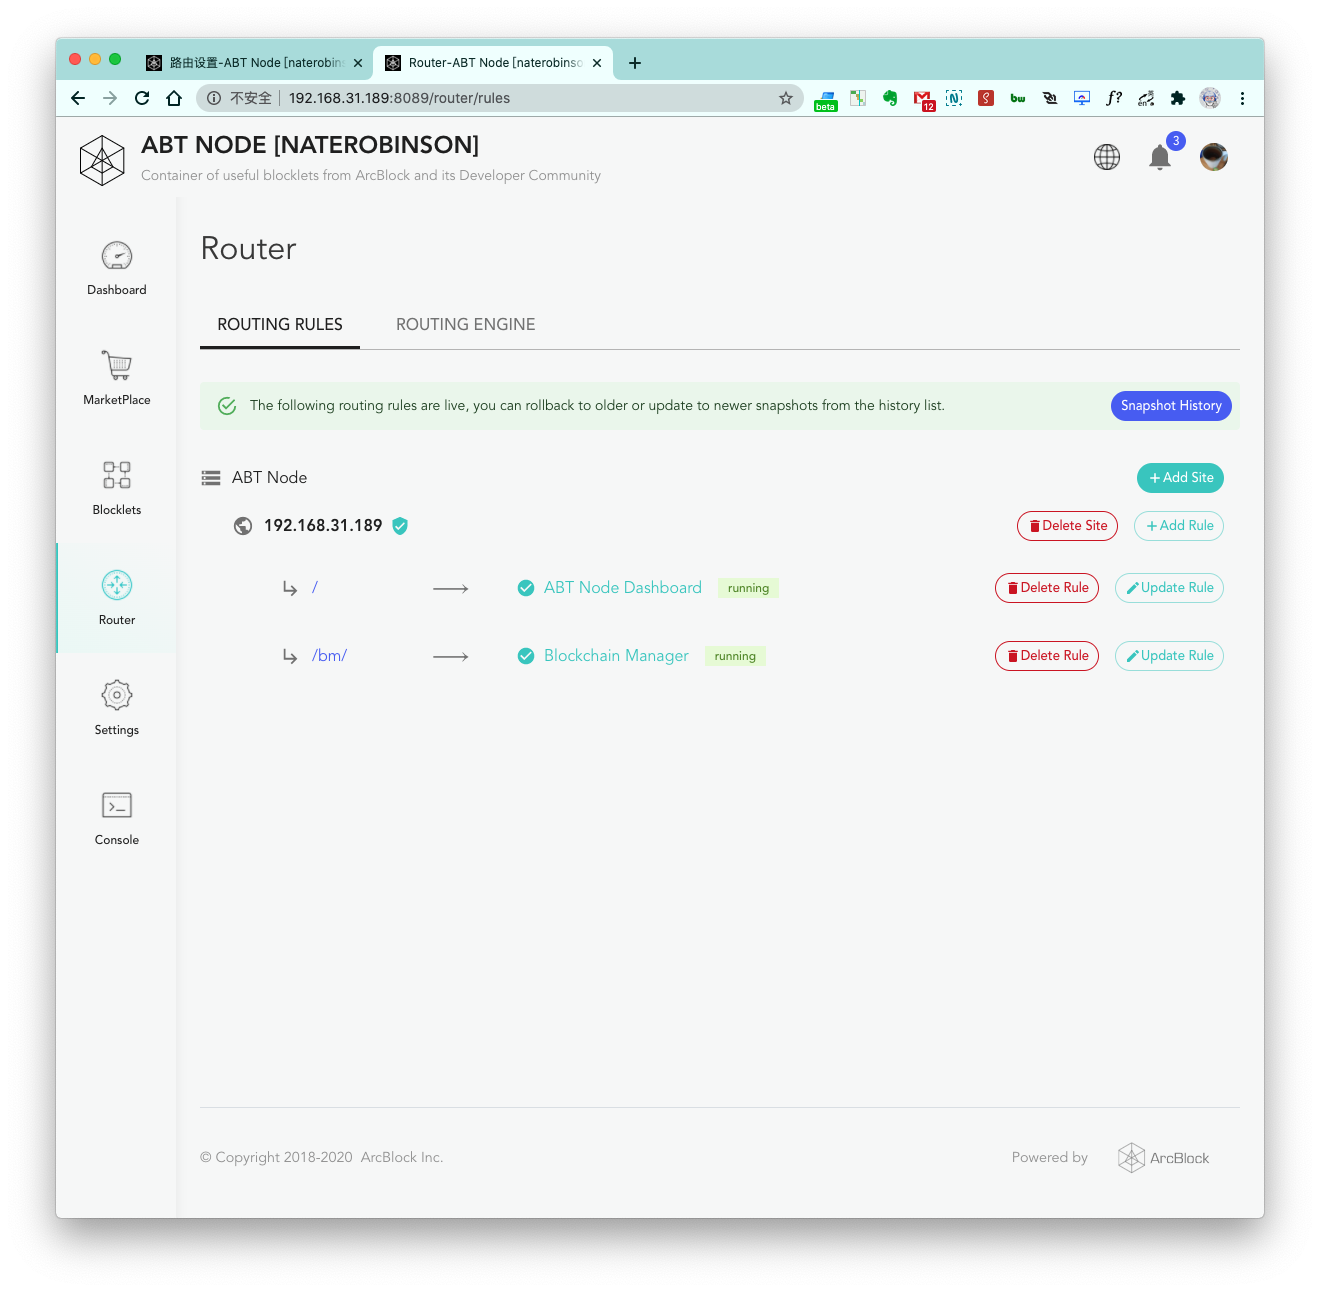 路由设置-ABT Node [naterobins
Router-ABT Node [naterobinso
不安全
192.168.31.189:8089/router/rules
beta
12
N
S
bw
f?
en
ABT NODE [NATEROBINSON]
Container of useful blocklets from ArcBlock and its Developer Community
3
Dashboard
MarketPlace
Blocklets
Router
Settings
Console
Router
ROUTING RULES
ROUTING ENGINE
The following routing rules are live, you can rollback to older or update to newer snapshots from the history list.
Snapshot History
ABT Node
+ Add Site
192.168.31.189
Delete Site
+ Add Rule
/
ABT Node Dashboard
running
Delete Rule
Update Rule
/bm/
Blockchain Manager
running
Delete Rule
Update Rule
© Copyright 2018-2020 ArcBlock Inc.
Powered by
ArcBlock